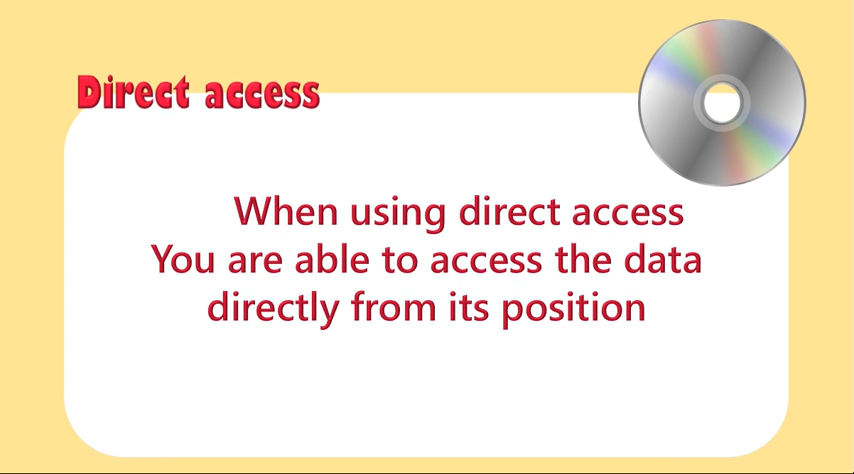 Direct access
When using direct access
You are able to access the data
directly from its position